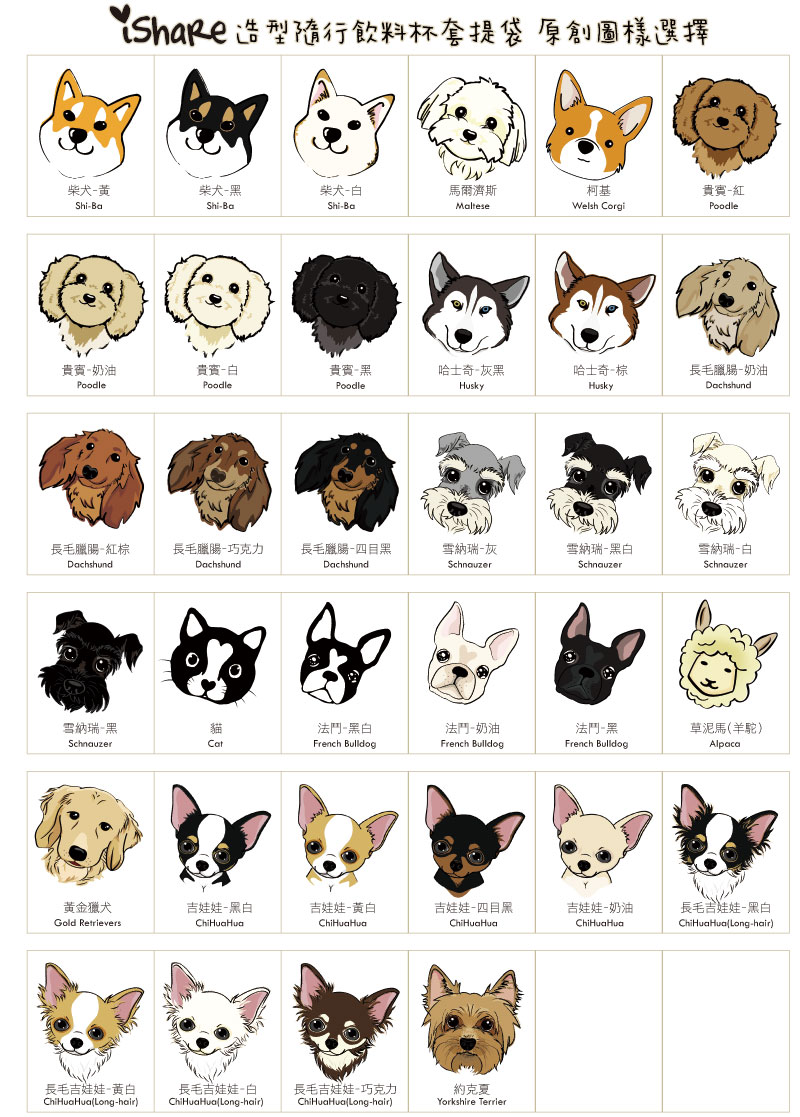 iShare 造型隨行飲料杯套提袋 原創圖樣選擇
柴犬-黃
Shi-Ba
柴犬-黑
Shi-Ba
柴犬-白
Shi-Ba
馬爾濟斯
Maltese
柯基
Welsh Corgi
貴賓-紅
Poodle
貴賓-奶油
Poodle
貴賓-白
Poodle
貴賓-黑
Poodle
哈士奇-灰黑
Husky
哈士奇-棕
Husky
長毛臘腸-奶油
Dachshund
長毛臘腸-紅棕
Dachshund
長毛臘腸-巧克力
Dachshund
長毛臘腸-四目黑
Dachshund
雪納瑞-灰
Schnauzer
雪納瑞-黑白
Schnauzer
雪納瑞-白
Schnauzer
雪納瑞-黑
Schnauzer
貓
Cat
法鬥-黑白
French Bulldog
法鬥-奶油
French Bulldog
法鬥-黑
French Bulldog
草泥馬(羊駝)
Alpaca
黃金獵犬
Gold Retrievers
吉娃娃-黑白
ChiHuaHua
吉娃娃-黃白
ChiHuaHua
吉娃娃-四目黑
ChiHuaHua
吉娃娃-奶油
ChiHuaHua
長毛吉娃娃-黑白
ChiHuaHua(Long-hair)
長毛吉娃娃-黃白
ChiHuaHua(Long-hair)
長毛吉娃娃-白
ChiHuaHua(Long-hair)
長毛吉娃娃-巧克力
ChiHuaHua(Long-hair)
約克夏
Yorkshire Terrier